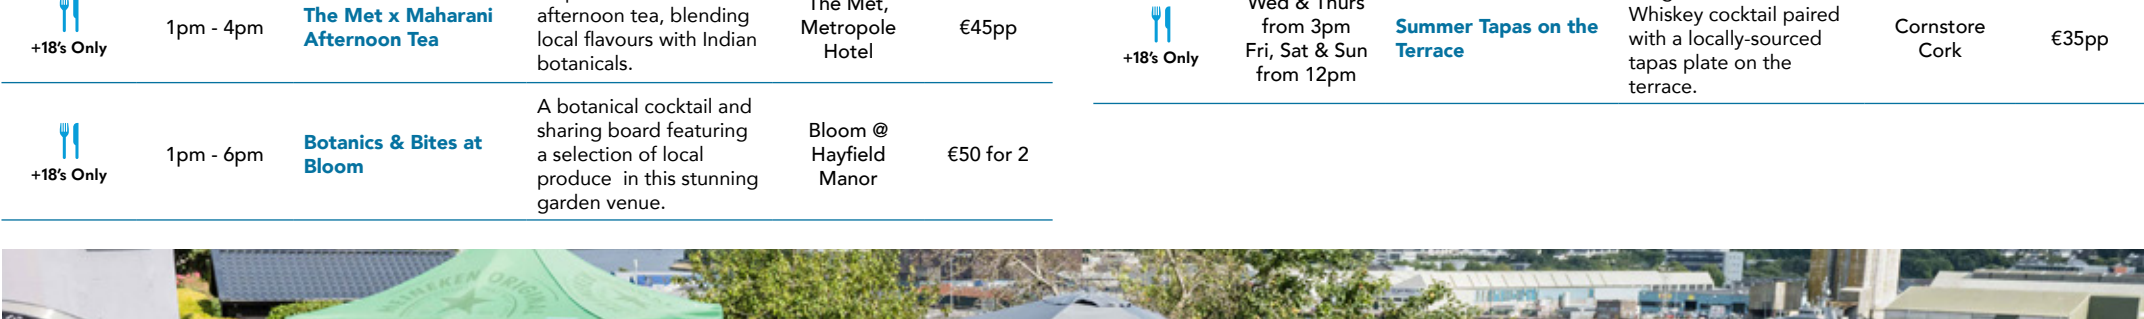 The Met x Maharani
Afternoon Tea
+18's Only
1pm - 4pm
afternoon tea, blending
local flavours with Indian
botanicals.
The Met,
Metropole
Hotel
€45pp
+18's Only
1pm - 6pm
Botanics & Bites at
Bloom
A botanical cocktail and
sharing board featuring
a selection of local
produce  in this stunning
garden venue.
Bloom @
Hayfield
Manor
€50 for 2
+18's Only
Wed & Thurs
from 3pm
Fri, Sat & Sun
from 12pm
Summer Tapas on the
Terrace
Whiskey cocktail paired
with a locally-sourced
tapas plate on the
terrace.
Cornstore
Cork
€35pp
HEINEKEN ORIGINAL